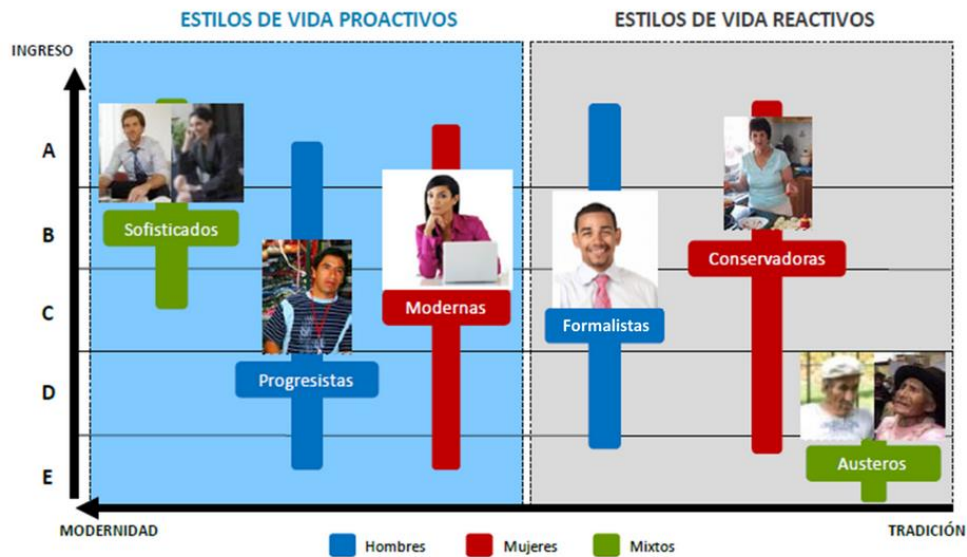 ESTILOS DE VIDA PROACTIVOS
ESTILOS DE VIDA REACTIVOS
INGRESO
A
B
C
D
E
Sofisticados
Progresistas
Modernas
Formalistas
Conservadoras
Austeros
MODERNIDAD
TRADICIÓN
Hombres
Mujeres
Mixtos